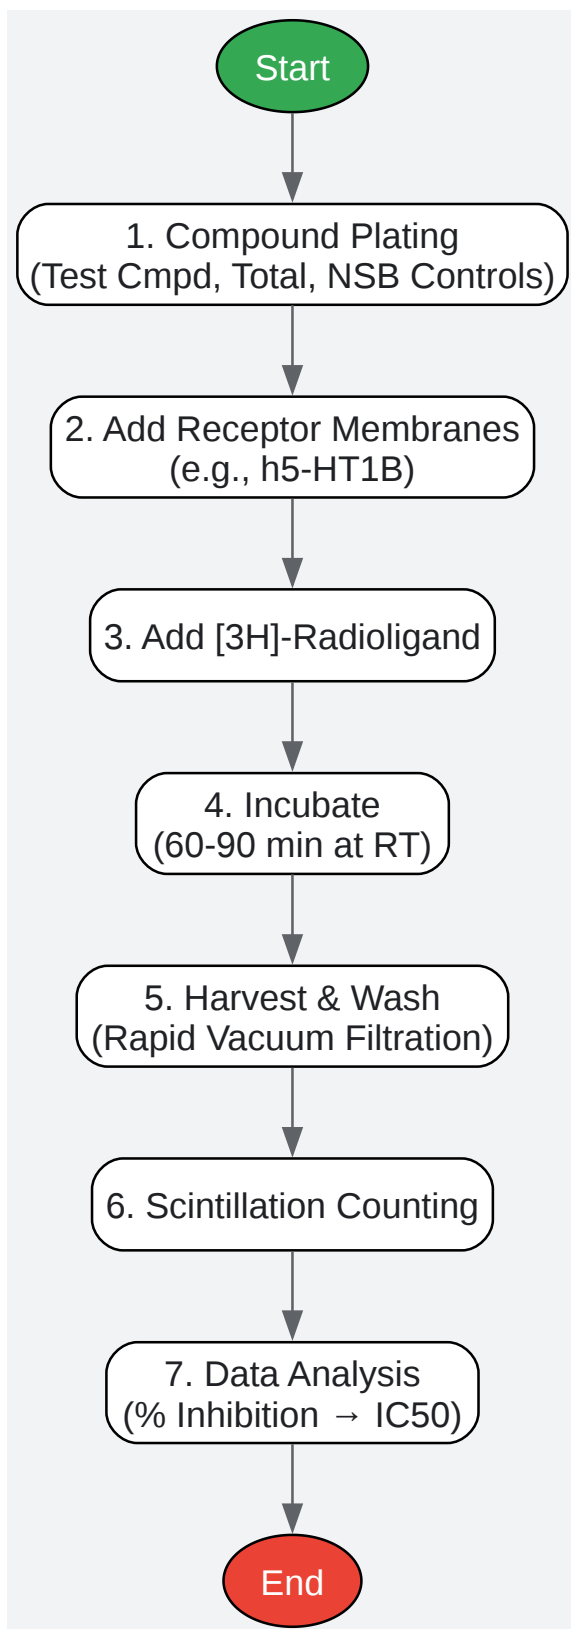 Start
1. Compound Plating
(Test Cmpd, Total, NSB Controls)
2. Add Receptor Membranes
(e.g., h5-HT1B)
3. Add [3H]-Radioligand
4. Incubate
(60-90 min at RT)
5. Harvest & Wash
(Rapid Vacuum Filtration)
6. Scintillation Counting
7. Data Analysis
(% Inhibition → IC50)
End